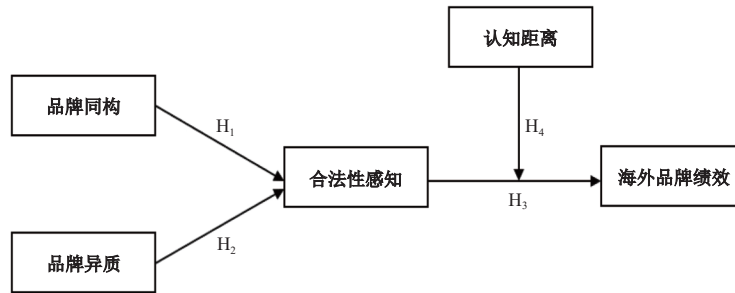 认知距离
品牌同构
H₁
H₄
合法性感知
海外品牌绩效
H₃
H₂
品牌异质